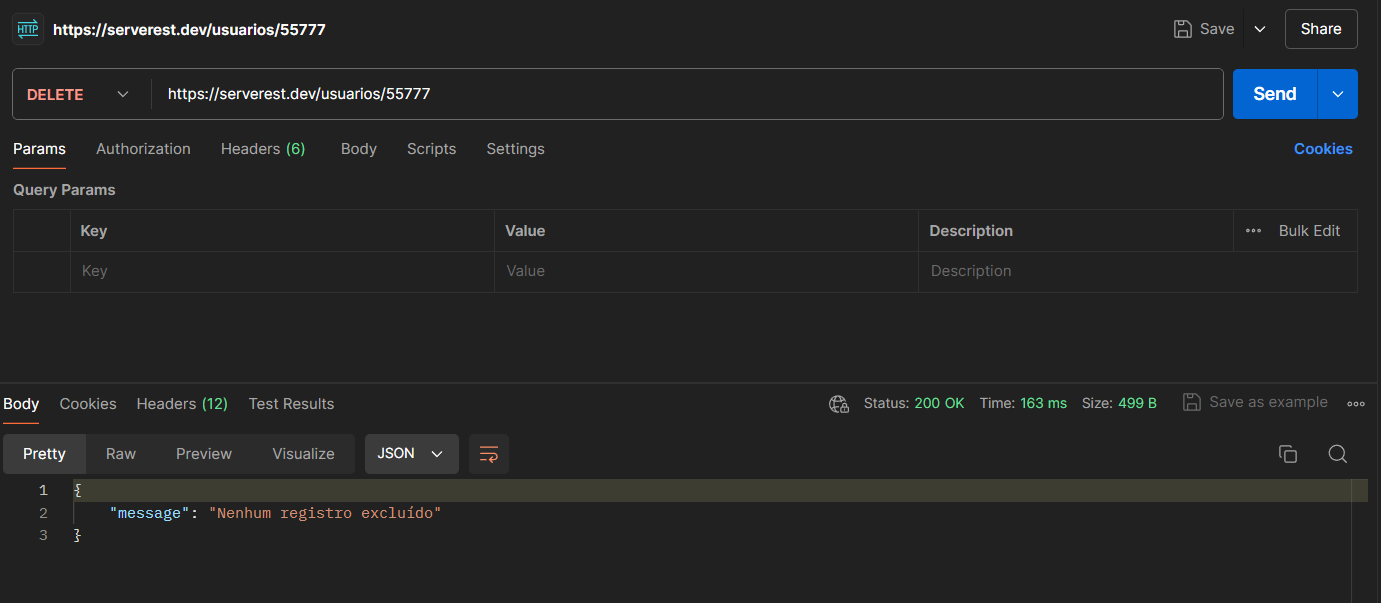 HTTP https://serverest.dev/usuarios/55777 Save Share
DELETE https://serverest.dev/usuarios/55777 Send
Params Authorization Headers (6) Body Scripts Settings Cookies
Query Params
Key Value Description Bulk Edit
Key Value Description
Body Cookies Headers (12) Test Results Status: 200 OK Time: 163 ms Size: 499 B Save as example
Pretty Raw Preview Visualize JSON
1 {
2 "message": "Nenhum registro excluído"
3 }